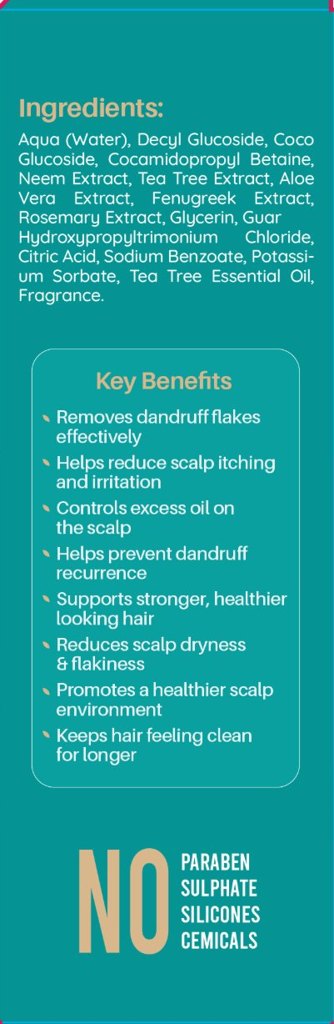 Ingredients:
Aqua (Water), Decyl Glucoside, Coco
Glucoside, Cocamidopropyl Betaine,
Neem Extract, Tea Tree Extract, Aloe
Vera Extract, Fenugreek Extract,
Rosemary Extract, Glycerin, Guar
Hydroxypropyltrimonium Chloride,
Citric Acid, Sodium Benzoate, Potassi-
um Sorbate, Tea Tree Essential Oil,
Fragrance.
Key Benefits
Removes dandruff flakes
effectively
Helps reduce scalp itching
and irritation
Controls excess oil on
the scalp
Helps prevent dandruff
recurrence
Supports stronger, healthier
looking hair
Reduces scalp dryness
& flakiness
Promotes a healthier scalp
environment
Keeps hair feeling clean
for longer
NO
PARABEN
SULPHATE
SILICONES
CEMICALS